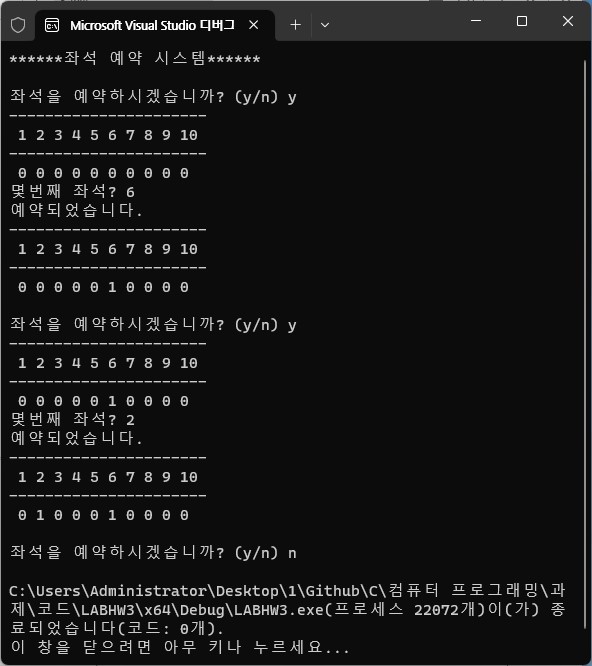 Microsoft Visual Studio 디버그
******좌석 예약 시스템******
좌석을 예약하시겠습니까? (y/n) y
----------------------
 1 2 3 4 5 6 7 8 9 10
----------------------
 0 0 0 0 0 0 0 0 0 0
몇번째 좌석? 6
예약되었습니다.
----------------------
 1 2 3 4 5 6 7 8 9 10
----------------------
 0 0 0 0 0 1 0 0 0 0
좌석을 예약하시겠습니까? (y/n) y
----------------------
 1 2 3 4 5 6 7 8 9 10
----------------------
 0 0 0 0 0 1 0 0 0 0
몇번째 좌석? 2
예약되었습니다.
----------------------
 1 2 3 4 5 6 7 8 9 10
----------------------
 0 1 0 0 0 1 0 0 0 0
좌석을 예약하시겠습니까? (y/n) n
C:\Users\Administrator\Desktop\1\Github\C\컴퓨터 프로그래밍\과
제\코드\LABHW3\x64\Debug\LABHW3.exe(프로세스 22072개)이(가) 종
료되었습니다(코드: 0개).
이 창을 닫으려면 아무 키나 누르세요...